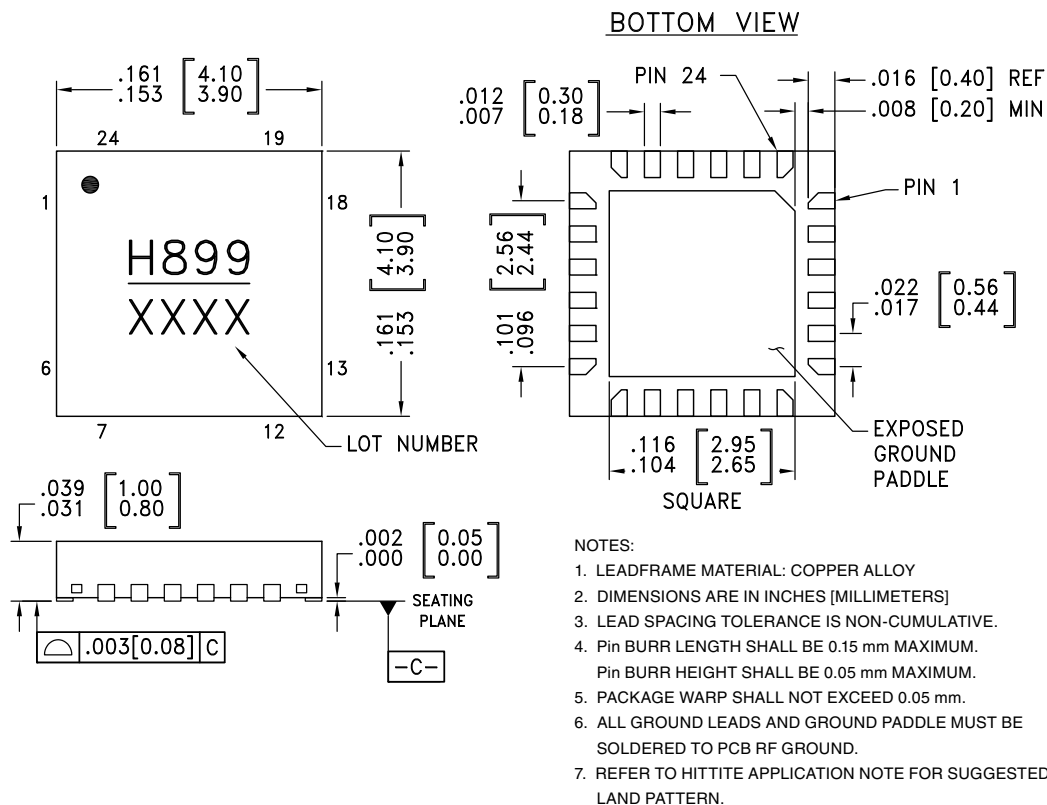 BOTTOM VIEW
.161 [4.10]
.153 [3.90]
24
19
1
18
H899
XXXX
6
13
7
12
LOT NUMBER
.161 [4.10]
.153 [3.90]
PIN 24
.012 [0.30]
.007 [0.18]
.016 [0.40] REF
.008 [0.20] MIN
PIN 1
.101 [2.56]
.096 [2.44]
.022 [0.56]
.017 [0.44]
EXPOSED
GROUND
PADDLE
.116 [2.95]
.104 [2.65]
SQUARE
.039 [1.00]
.031 [0.80]
.002 [0.05]
.000 [0.00]
SEATING
PLANE
.003[0.08] C
-C-
NOTES:
1. LEADFRAME MATERIAL: COPPER ALLOY
2. DIMENSIONS ARE IN INCHES [MILLIMETERS]
3. LEAD SPACING TOLERANCE IS NON-CUMULATIVE.
4. Pin BURR LENGTH SHALL BE 0.15 mm MAXIMUM.
Pin BURR HEIGHT SHALL BE 0.05 mm MAXIMUM.
5. PACKAGE WARP SHALL NOT EXCEED 0.05 mm.
6. ALL GROUND LEADS AND GROUND PADDLE MUST BE
SOLDERED TO PCB RF GROUND.
7. REFER TO HITTITE APPLICATION NOTE FOR SUGGESTED
LAND PATTERN.